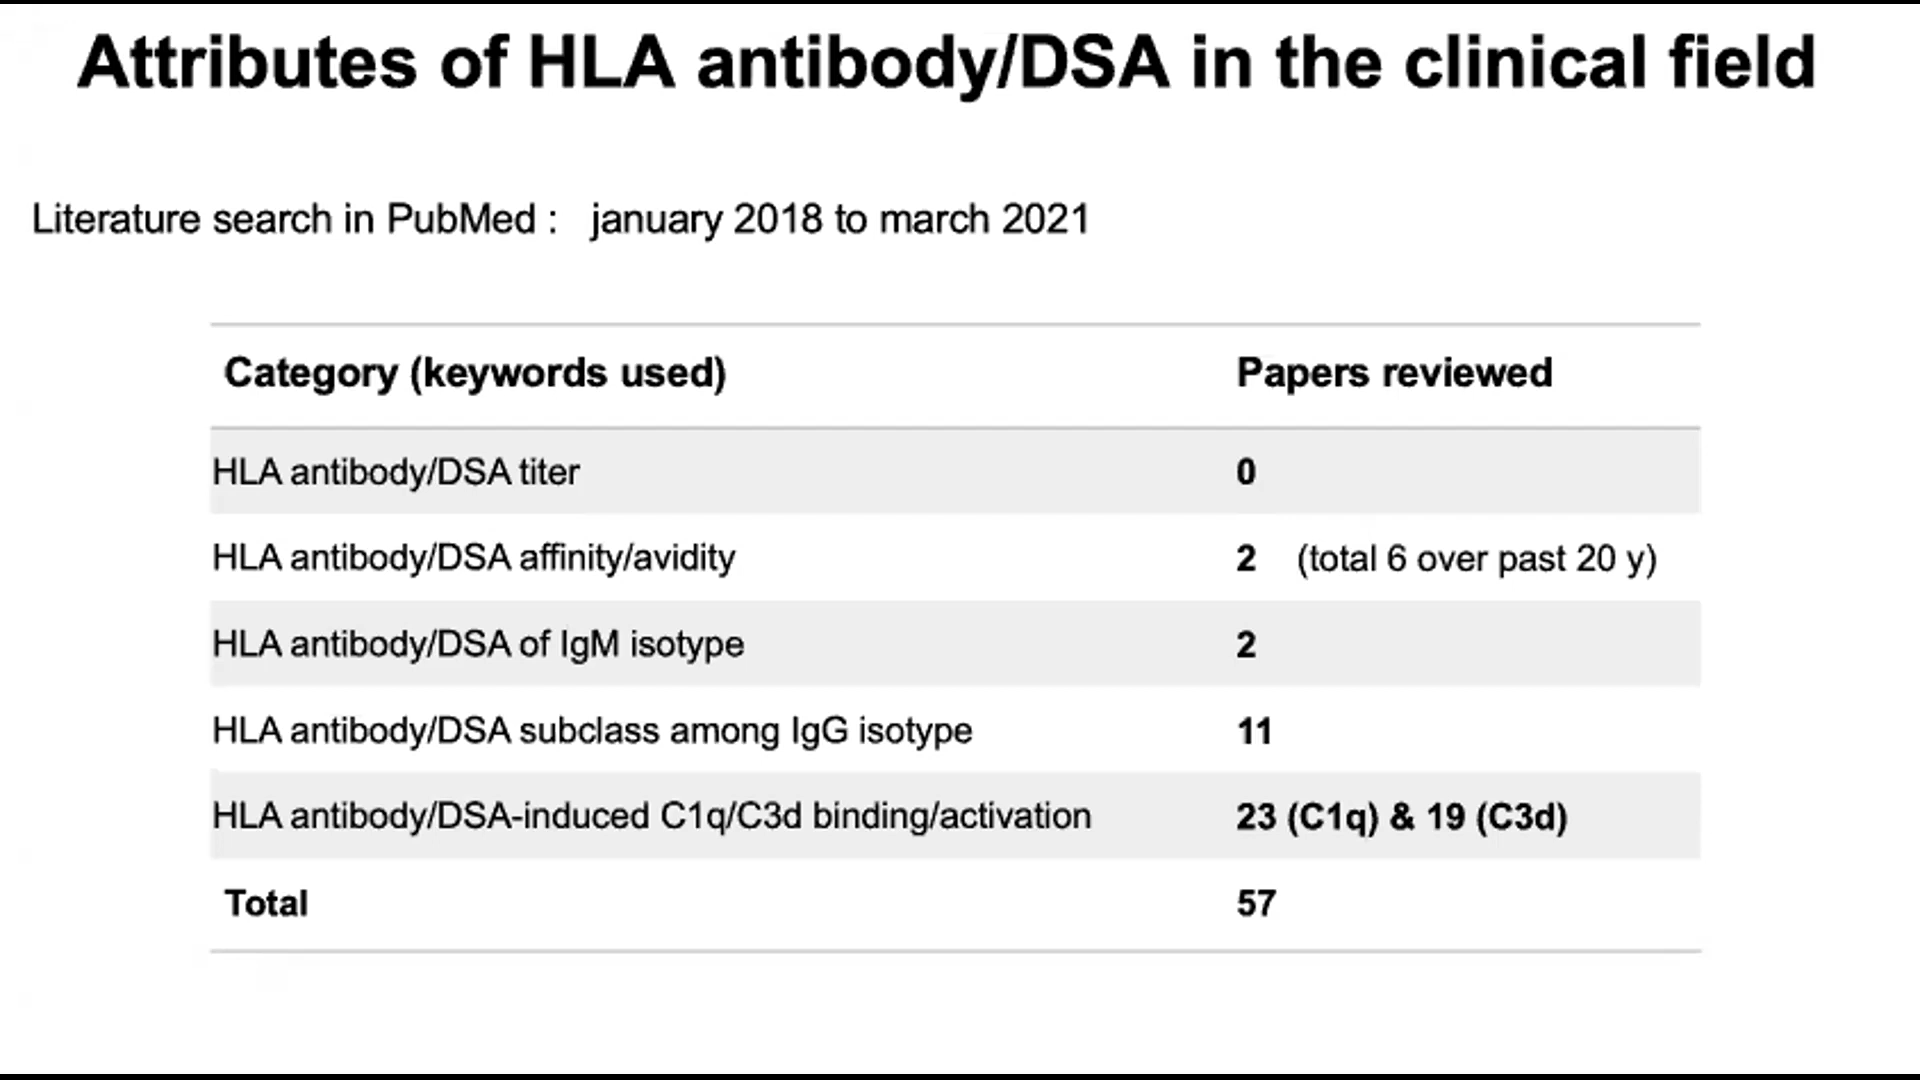 Attributes of HLA antibody/DSA in the clinical field
Literature search in PubMed : january 2018 to march 2021
Category (keywords used) Papers reviewed
HLA antibody/DSA titer 0
HLA antibody/DSA affinity/avidity 2 (total 6 over past 20 y)
HLA antibody/DSA of IgM isotype 2
HLA antibody/DSA subclass among IgG isotype 11
HLA antibody/DSA-induced C1q/C3d binding/activation 23 (C1q) & 19 (C3d)
Total 57